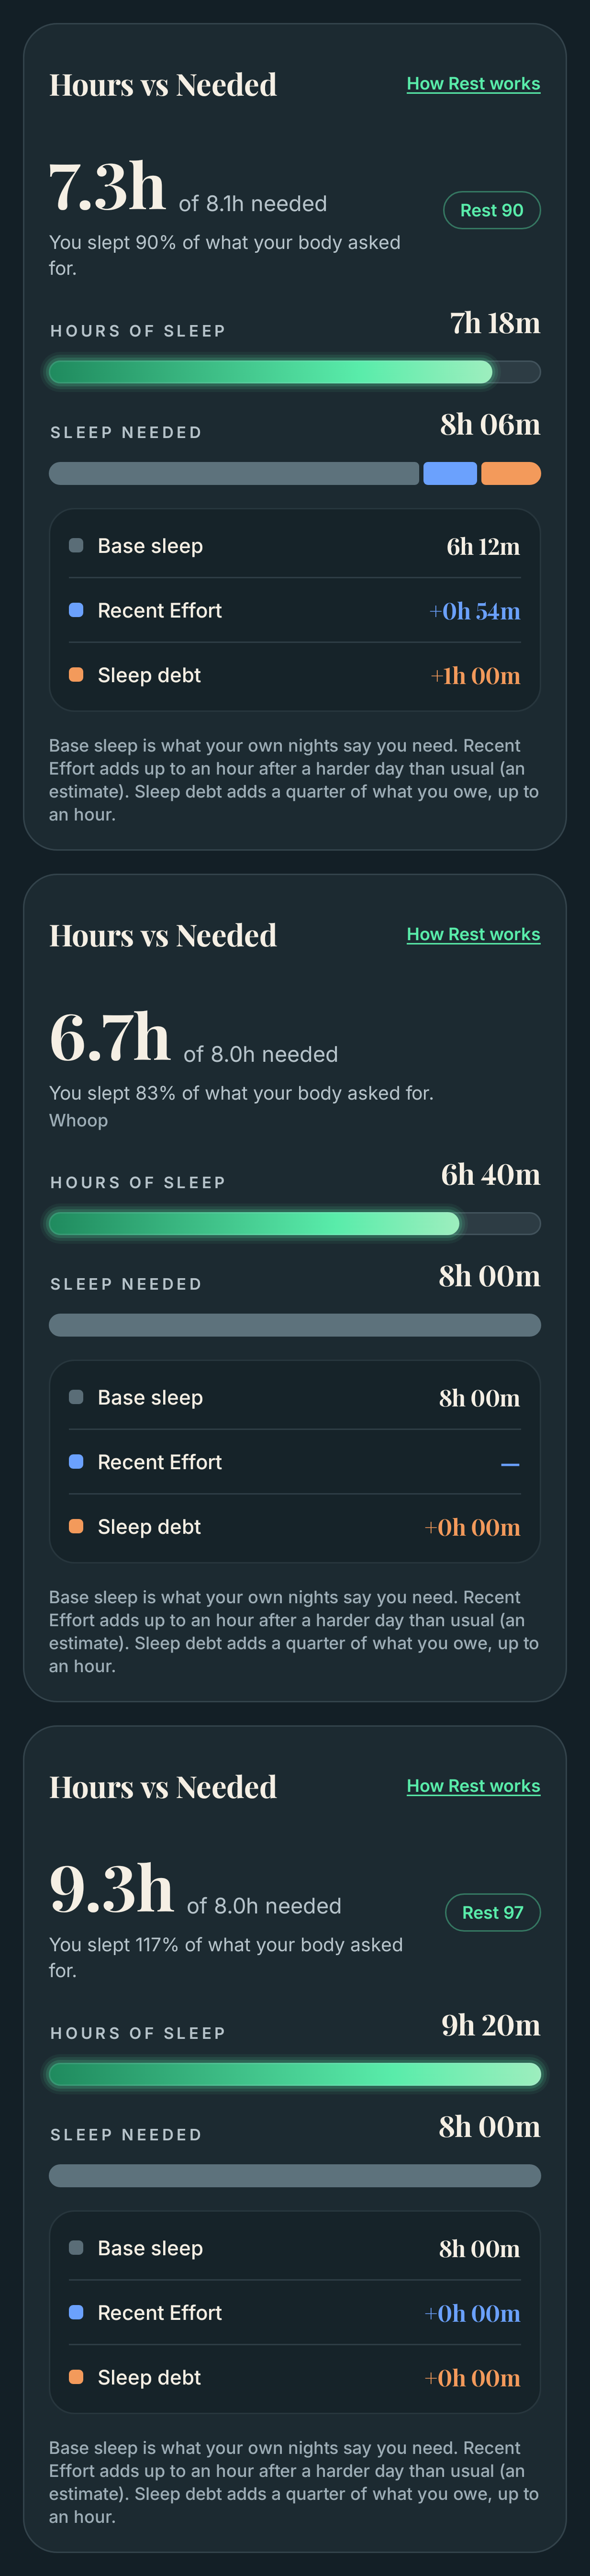 Hours vs Needed
How Rest works
7.3h of 8.1h needed
Rest 90
You slept 90% of what your body asked
for.
HOURS OF SLEEP
7h 18m
SLEEP NEEDED
8h 06m
Base sleep
6h 12m
Recent Effort
+0h 54m
Sleep debt
+1h 00m
Base sleep is what your own nights say you need. Recent
Effort adds up to an hour after a harder day than usual (an
estimate). Sleep debt adds a quarter of what you owe, up to
an hour.
Hours vs Needed
How Rest works
6.7h of 8.0h needed
You slept 83% of what your body asked for.
Whoop
HOURS OF SLEEP
6h 40m
SLEEP NEEDED
8h 00m
Base sleep
8h 00m
Recent Effort
—
Sleep debt
+0h 00m
Base sleep is what your own nights say you need. Recent
Effort adds up to an hour after a harder day than usual (an
estimate). Sleep debt adds a quarter of what you owe, up to
an hour.
Hours vs Needed
How Rest works
9.3h of 8.0h needed
Rest 97
You slept 117% of what your body asked
for.
HOURS OF SLEEP
9h 20m
SLEEP NEEDED
8h 00m
Base sleep
8h 00m
Recent Effort
+0h 00m
Sleep debt
+0h 00m
Base sleep is what your own nights say you need. Recent
Effort adds up to an hour after a harder day than usual (an
estimate). Sleep debt adds a quarter of what you owe, up to
an hour.